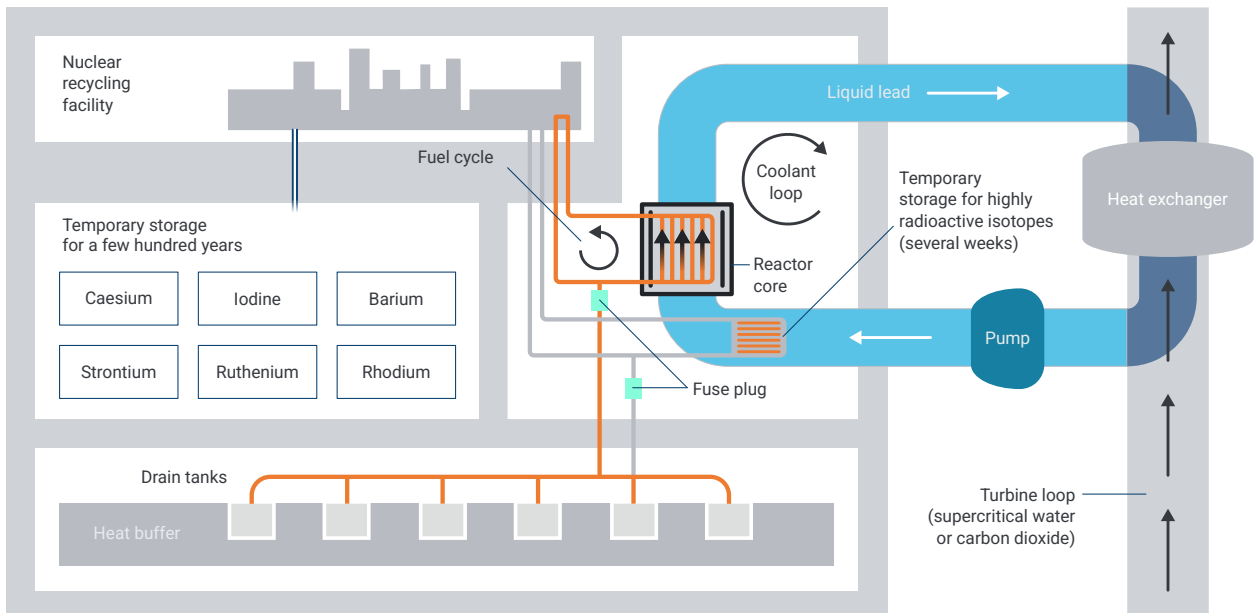 Nuclear
recycling
facility
Fuel cycle
Liquid lead
Coolant
loop
Temporary
storage for highly
radioactive isotopes
(several weeks)
Heat exchanger
Temporary storage
for a few hundred years
Caesium
Iodine
Barium
Strontium
Ruthenium
Rhodium
Reactor
core
Pump
Fuse plug
Drain tanks
Heat buffer
Turbine loop
(supercritical water
or carbon dioxide)